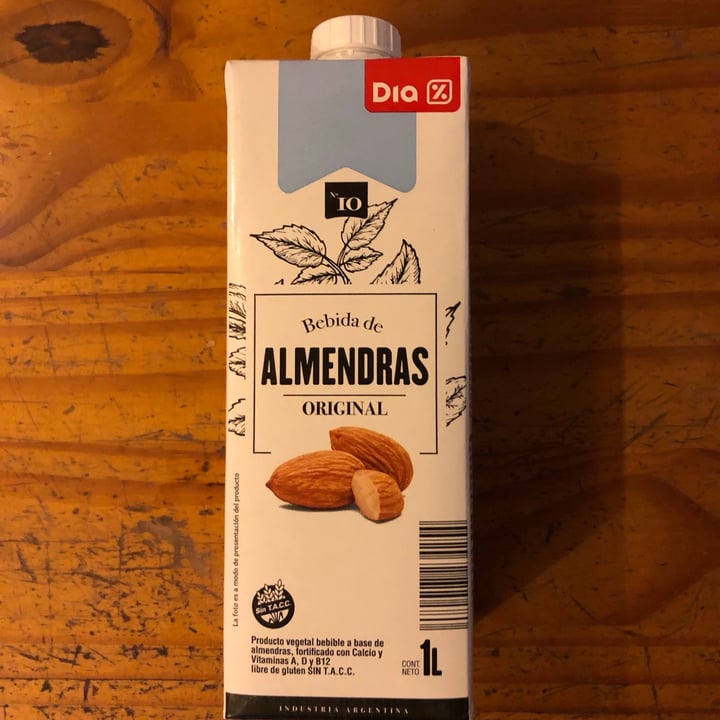 DIA %
Nº 10
Bebida de
ALMENDRAS
ORIGINAL
La foto es a modo de presentación del producto
Sin T.A.C.C.
Producto vegetal bebible a base de
almendras, fortificado con Calcio y
Vitaminas A, D y B12
libre de gluten SIN T.A.C.C.
CONT.
NETO 1L
INDUSTRIA ARGENTINA